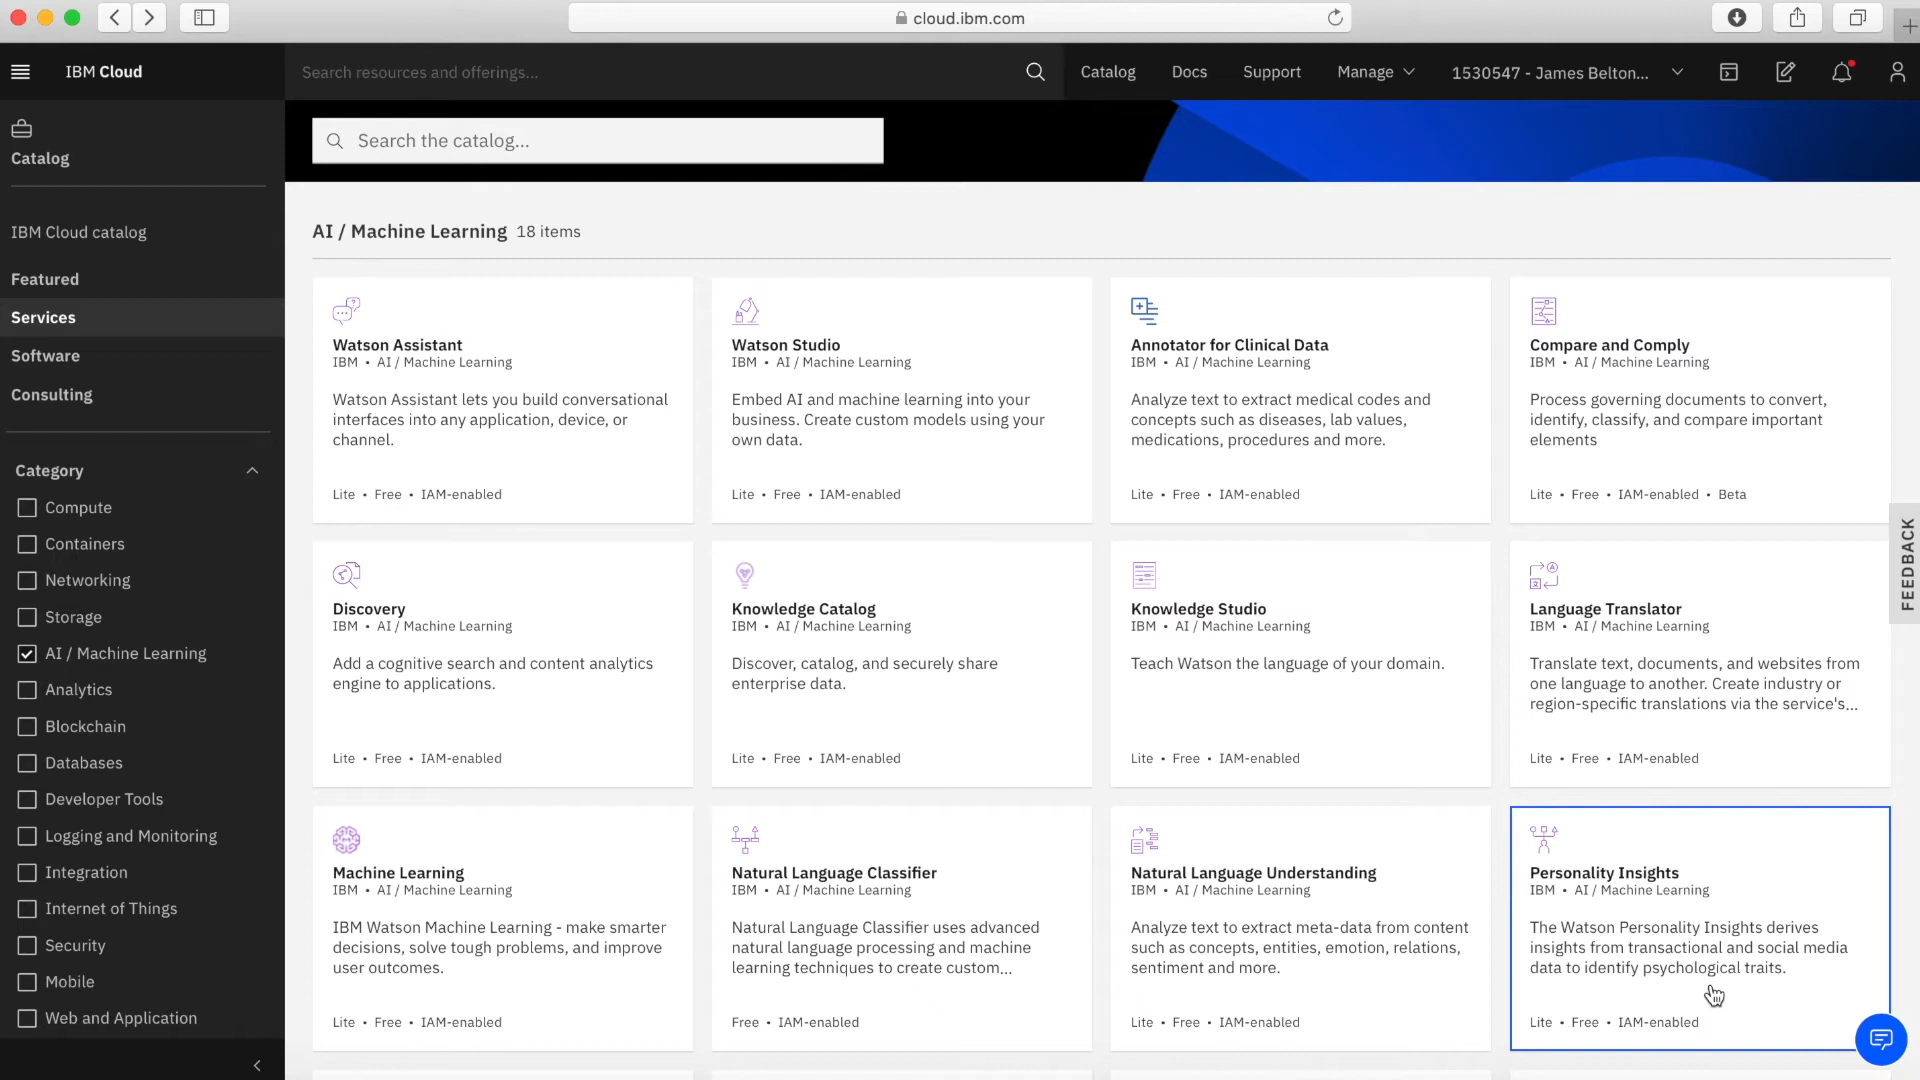 cloud.ibm.com
IBM Cloud
Search resources and offerings...
Catalog
Docs
Support
Manage
1530547 - James Belton...
Catalog
IBM Cloud catalog
Featured
Services
Software
Consulting
Category
Compute
Containers
Networking
Storage
AI / Machine Learning
Analytics
Blockchain
Databases
Developer Tools
Logging and Monitoring
Integration
Internet of Things
Security
Mobile
Web and Application
Search the catalog...
AI / Machine Learning 18 items
Watson Assistant
IBM • AI / Machine Learning
Watson Assistant lets you build conversational
interfaces into any application, device, or
channel.
Lite • Free • IAM-enabled
Watson Studio
IBM • AI / Machine Learning
Embed AI and machine learning into your
business. Create custom models using your
own data.
Lite • Free • IAM-enabled
Annotator for Clinical Data
IBM • AI / Machine Learning
Analyze text to extract medical codes and
concepts such as diseases, lab values,
medications, procedures and more.
Lite • Free • IAM-enabled
Compare and Comply
IBM • AI / Machine Learning
Process governing documents to convert,
identify, classify, and compare important
elements
Lite • Free • IAM-enabled • Beta
Discovery
IBM • AI / Machine Learning
Add a cognitive search and content analytics
engine to applications.
Lite • Free • IAM-enabled
Knowledge Catalog
IBM • AI / Machine Learning
Discover, catalog, and securely share
enterprise data.
Lite • Free • IAM-enabled
Knowledge Studio
IBM • AI / Machine Learning
Teach Watson the language of your domain.
Lite • Free • IAM-enabled
Language Translator
IBM • AI / Machine Learning
Translate text, documents, and websites from
one language to another. Create industry or
region-specific translations via the service's...
Lite • Free • IAM-enabled
Machine Learning
IBM • AI / Machine Learning
IBM Watson Machine Learning - make smarter
decisions, solve tough problems, and improve
user outcomes.
Lite • Free • IAM-enabled
Natural Language Classifier
IBM • AI / Machine Learning
Natural Language Classifier uses advanced
natural language processing and machine
learning techniques to create custom...
Free • IAM-enabled
Natural Language Understanding
IBM • AI / Machine Learning
Analyze text to extract meta-data from content
such as concepts, entities, emotion, relations,
sentiment and more.
Lite • Free • IAM-enabled
Personality Insights
IBM • AI / Machine Learning
The Watson Personality Insights derives
insights from transactional and social media
data to identify psychological traits.
Lite • Free • IAM-enabled
FEEDBACK